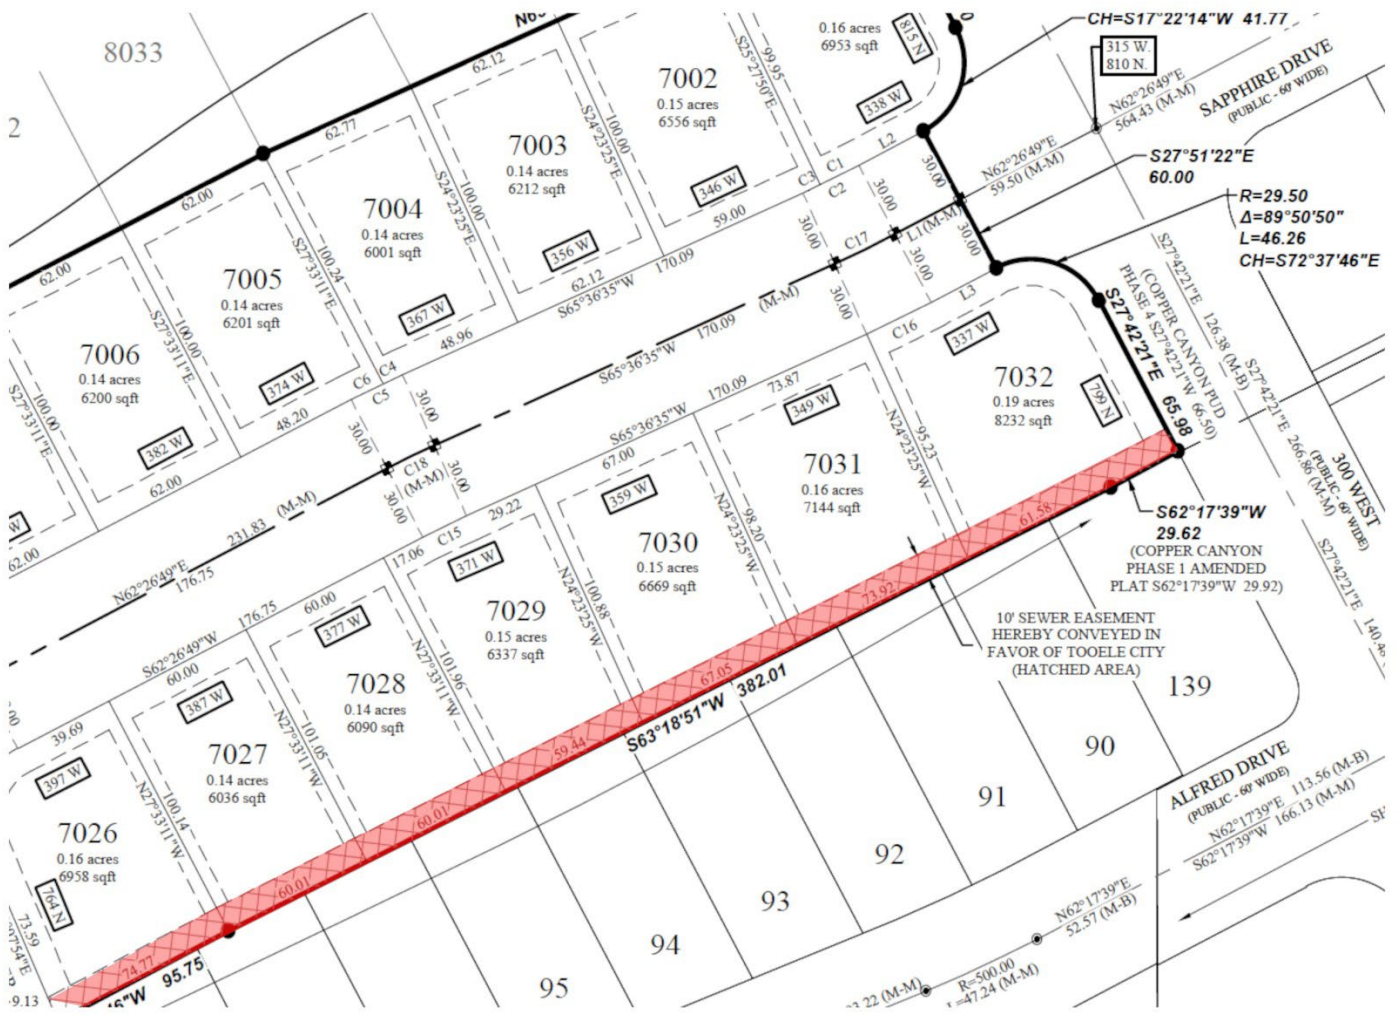 8033
2
62.12
62.77
62.00
62.00
7002
0.15 acres
6556 sqft
346 W
59.00
100.00
S24°23'25"E
99.95
S25°27'50"E
0.16 acres
6953 sqft
815 N
338 W
L2
C1
C2
C3
CH=S17°22'14"W 41.77
315 W.
810 N.
N62°26'49"E
564.43 (M-M)
SAPPHIRE DRIVE
(PUBLIC - 60' WIDE)
N62°26'49"E
59.50 (M-M)
S27°51'22"E
60.00
R=29.50
Δ=89°50'50"
L=46.26
CH=S72°37'46"E
7003
0.14 acres
6212 sqft
356 W
62.12
100.00
S24°23'25"E
7004
0.14 acres
6001 sqft
367 W
48.96
100.24
S27°33'11"E
7005
0.14 acres
6201 sqft
374 W
48.20
100.00
S27°33'11"E
7006
0.14 acres
6200 sqft
382 W
62.00
100.00
S27°33'11"E
62.00
W
C6
C4
C5
S65°36'35"W
170.09
30.00
30.00
30.00
30.00
30.00
30.00
C17
L1(M-M)
30.00
30.00
S65°36'35"W
170.09
(M-M)
30.00
30.00
C18
(M-M)
N62°26'49"E
176.75
231.83
(M-M)
L3
C16
337 W
7032
0.19 acres
8232 sqft
799 N
S27°42'21"E 65.98
(COPPER CANYON PUD
PHASE 4 S27°42'21"W 66.50)
S27°42'21"E 126.38 (M-B)
S27°42'21"E 266.86 (M-M)
300 WEST
(PUBLIC - 60' WIDE)
S27°42'21"E
S65°36'35"W
170.09
73.87
349 W
7031
0.16 acres
7144 sqft
N24°23'25"W
95.23
67.00
359 W
7030
0.15 acres
6669 sqft
N24°23'25"W
98.20
29.22
C15
17.06
371 W
7029
0.15 acres
6337 sqft
N24°23'25"W
100.88
S62°26'49"W
176.75
60.00
377 W
7028
0.14 acres
6090 sqft
N27°33'11"W
101.96
60.00
387 W
7027
0.14 acres
6036 sqft
N27°33'11"W
101.05
39.69
397 W
7026
0.16 acres
6958 sqft
764 N
N27°33'11"W
100.14
73.59
61.58
73.92
67.05
59.44
60.01
60.01
74.77
S63°18'51"W 382.01
95.75
S62°17'39"W
29.62
(COPPER CANYON
PHASE 1 AMENDED
PLAT S62°17'39"W 29.92)
10' SEWER EASEMENT
HEREBY CONVEYED IN
FAVOR OF TOOELE CITY
(HATCHED AREA)
139
90
91
92
93
94
95
ALFRED DRIVE
(PUBLIC - 60' WIDE)
N62°17'39"E 113.56 (M-B)
S62°17'39"W 166.13 (M-M)
N62°17'39"E
52.57 (M-B)
R=500.00
L=47.24 (M-M)